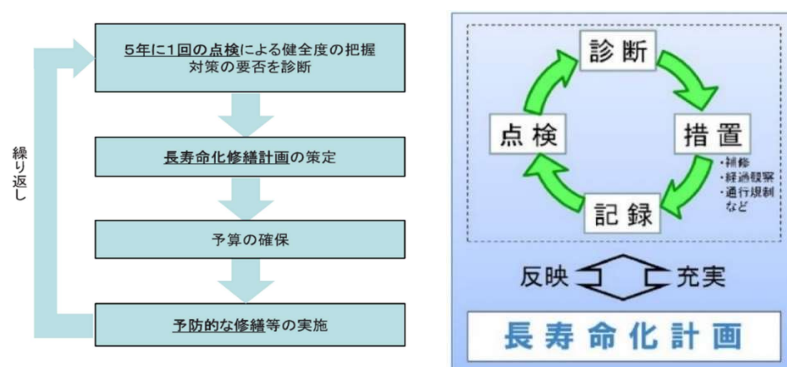 5年に1回の点検による健全度の把握
対策の要否を診断
長寿命化修繕計画の策定
予算の確保
予防的な修繕等の実施
繰り返し
診断
点検
措置
・補修
・経過観察
・通行規制
など
記録
反映
充実
長寿命化計画